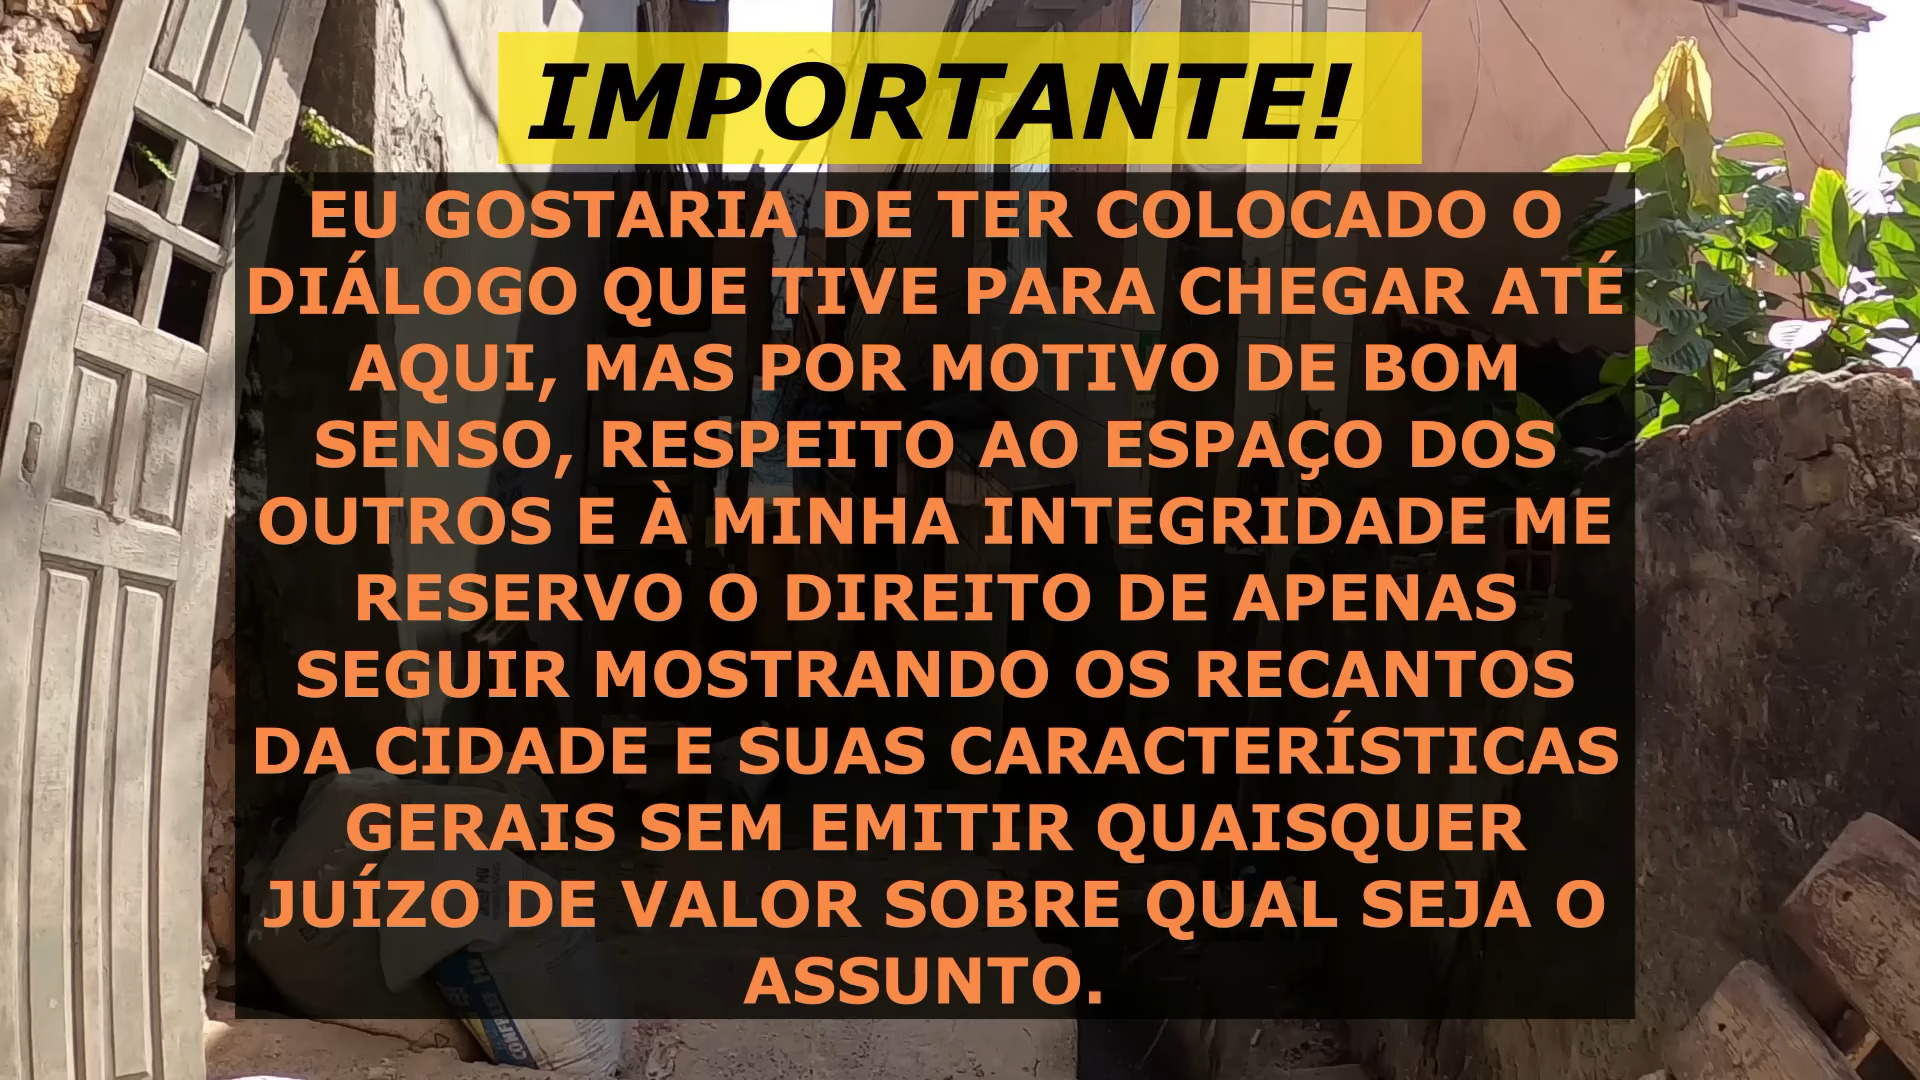 IMPORTANTE!
EU GOSTARIA DE TER COLOCADO O
DIÁLOGO QUE TIVE PARA CHEGAR ATÉ
AQUI, MAS POR MOTIVO DE BOM
SENSO, RESPEITO AO ESPAÇO DOS
OUTROS E À MINHA INTEGRIDADE ME
RESERVO O DIREITO DE APENAS
SEGUIR MOSTRANDO OS RECANTOS
DA CIDADE E SUAS CARACTERÍSTICAS
GERAIS SEM EMITIR QUAISQUER
JUÍZO DE VALOR SOBRE QUAL SEJA O
ASSUNTO.